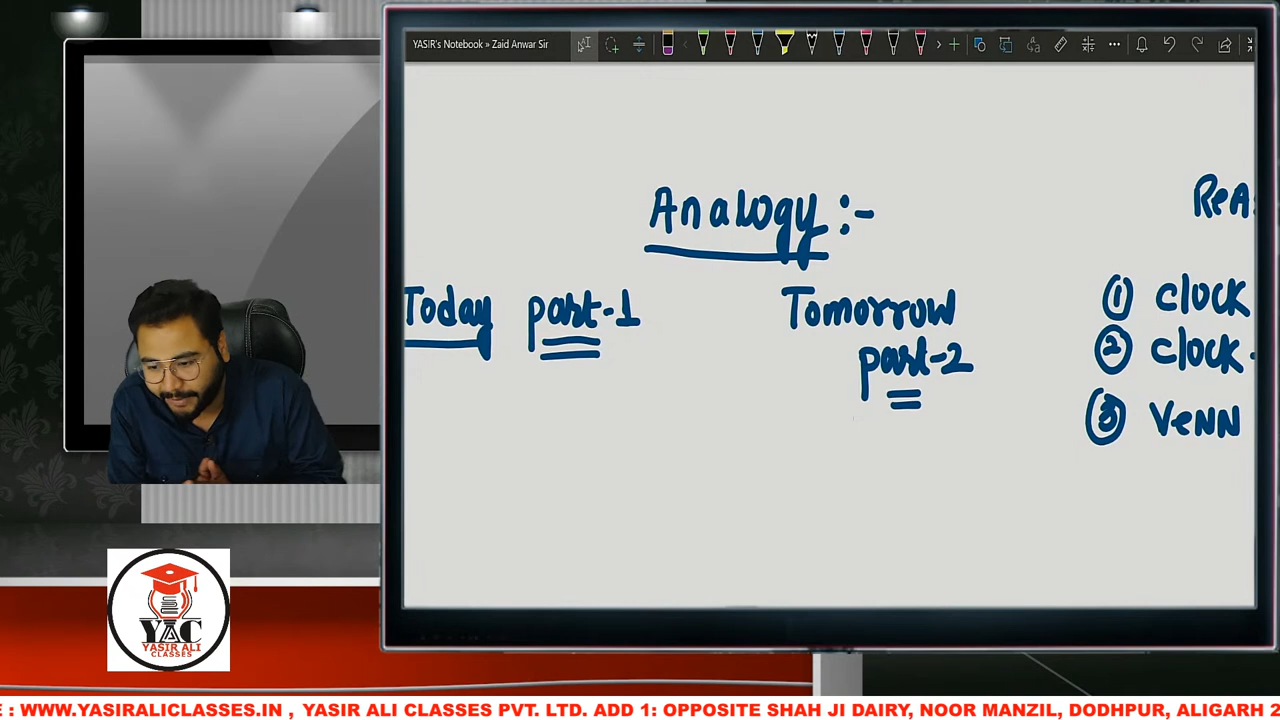 YASIR's Notebook » Zaid Anwar Sir
Analogy :-
Today part-1
Tomorrow
part-2
ReA
① clock
② clock-
③ VeNN
YAC
YASIR ALI
CLASSES
E : WWW.YASIRALICLASSES.IN , YASIR ALI CLASSES PVT. LTD. ADD 1: OPPOSITE SHAH JI DAIRY, NOOR MANZIL, DODHPUR, ALIGARH 2